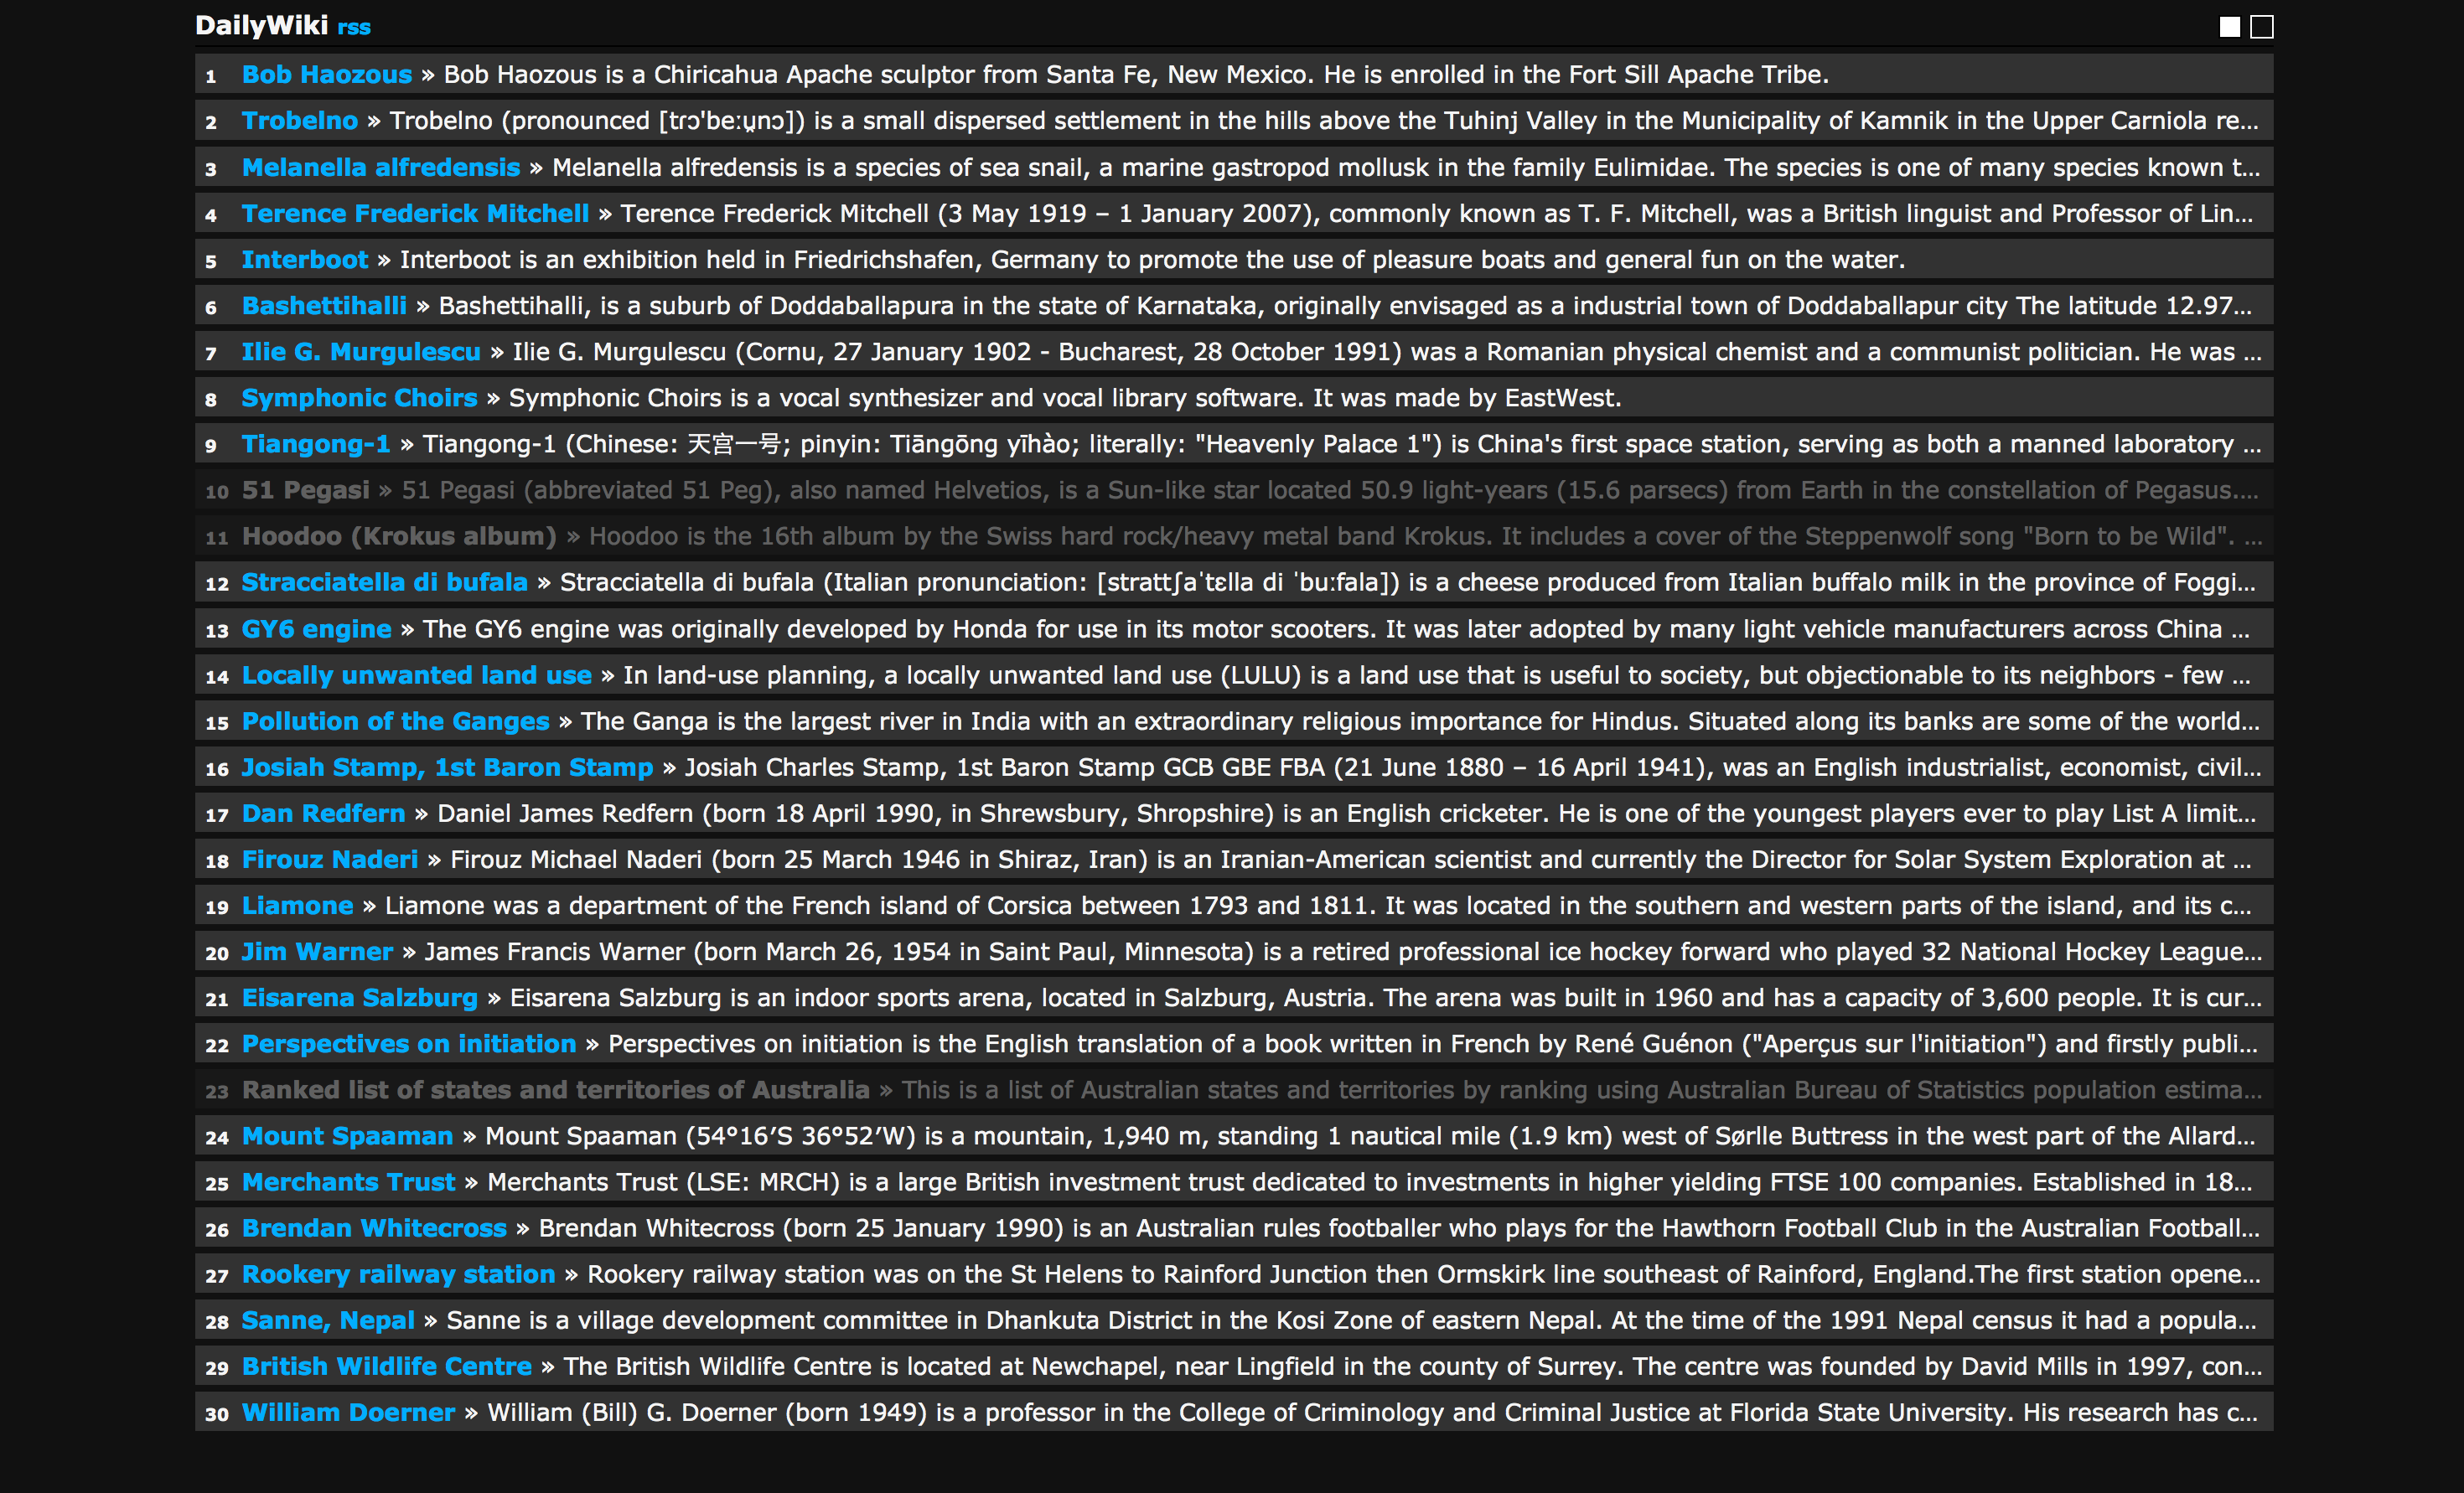 DailyWiki rss
1 Bob Haozous » Bob Haozous is a Chiricahua Apache sculptor from Santa Fe, New Mexico. He is enrolled in the Fort Sill Apache Tribe.
2 Trobelno » Trobelno (pronounced [tɾɔˈbeːu̯nɔ]) is a small dispersed settlement in the hills above the Tuhinj Valley in the Municipality of Kamnik in the Upper Carniola re...
3 Melanella alfredensis » Melanella alfredensis is a species of sea snail, a marine gastropod mollusk in the family Eulimidae. The species is one of many species known t...
4 Terence Frederick Mitchell » Terence Frederick Mitchell (3 May 1919 – 1 January 2007), commonly known as T. F. Mitchell, was a British linguist and Professor of Lin...
5 Interboot » Interboot is an exhibition held in Friedrichshafen, Germany to promote the use of pleasure boats and general fun on the water.
6 Bashettihalli » Bashettihalli, is a suburb of Doddaballapura in the state of Karnataka, originally envisaged as a industrial town of Doddaballapur city The latitude 12.97...
7 Ilie G. Murgulescu » Ilie G. Murgulescu (Cornu, 27 January 1902 - Bucharest, 28 October 1991) was a Romanian physical chemist and a communist politician. He was ...
8 Symphonic Choirs » Symphonic Choirs is a vocal synthesizer and vocal library software. It was made by EastWest.
9 Tiangong-1 » Tiangong-1 (Chinese: 天宫一号; pinyin: Tiāngōng yīhào; literally: "Heavenly Palace 1") is China's first space station, serving as both a manned laboratory ...
10 51 Pegasi » 51 Pegasi (abbreviated 51 Peg), also named Helvetios, is a Sun-like star located 50.9 light-years (15.6 parsecs) from Earth in the constellation of Pegasus....
11 Hoodoo (Krokus album) » Hoodoo is the 16th album by the Swiss hard rock/heavy metal band Krokus. It includes a cover of the Steppenwolf song "Born to be Wild". ...
12 Stracciatella di bufala » Stracciatella di bufala (Italian pronunciation: [strattʃaˈtɛlla di ˈbuːfala]) is a cheese produced from Italian buffalo milk in the province of Foggi...
13 GY6 engine » The GY6 engine was originally developed by Honda for use in its motor scooters. It was later adopted by many light vehicle manufacturers across China ...
14 Locally unwanted land use » In land-use planning, a locally unwanted land use (LULU) is a land use that is useful to society, but objectionable to its neighbors - few ...
15 Pollution of the Ganges » The Ganga is the largest river in India with an extraordinary religious importance for Hindus. Situated along its banks are some of the world...
16 Josiah Stamp, 1st Baron Stamp » Josiah Charles Stamp, 1st Baron Stamp GCB GBE FBA (21 June 1880 – 16 April 1941), was an English industrialist, economist, civil...
17 Dan Redfern » Daniel James Redfern (born 18 April 1990, in Shrewsbury, Shropshire) is an English cricketer. He is one of the youngest players ever to play List A limit...
18 Firouz Naderi » Firouz Michael Naderi (born 25 March 1946 in Shiraz, Iran) is an Iranian-American scientist and currently the Director for Solar System Exploration at ...
19 Liamone » Liamone was a department of the French island of Corsica between 1793 and 1811. It was located in the southern and western parts of the island, and its c...
20 Jim Warner » James Francis Warner (born March 26, 1954 in Saint Paul, Minnesota) is a retired professional ice hockey forward who played 32 National Hockey League...
21 Eisarena Salzburg » Eisarena Salzburg is an indoor sports arena, located in Salzburg, Austria. The arena was built in 1960 and has a capacity of 3,600 people. It is cur...
22 Perspectives on initiation » Perspectives on initiation is the English translation of a book written in French by René Guénon ("Aperçus sur l'initiation") and firstly publi...
23 Ranked list of states and territories of Australia » This is a list of Australian states and territories by ranking using Australian Bureau of Statistics population estima...
24 Mount Spaaman » Mount Spaaman (54°16′S 36°52′W) is a mountain, 1,940 m, standing 1 nautical mile (1.9 km) west of Sørlle Buttress in the west part of the Allard...
25 Merchants Trust » Merchants Trust (LSE: MRCH) is a large British investment trust dedicated to investments in higher yielding FTSE 100 companies. Established in 18...
26 Brendan Whitecross » Brendan Whitecross (born 25 January 1990) is an Australian rules footballer who plays for the Hawthorn Football Club in the Australian Football...
27 Rookery railway station » Rookery railway station was on the St Helens to Rainford Junction then Ormskirk line southeast of Rainford, England.The first station opene...
28 Sanne, Nepal » Sanne is a village development committee in Dhankuta District in the Kosi Zone of eastern Nepal. At the time of the 1991 Nepal census it had a popula...
29 British Wildlife Centre » The British Wildlife Centre is located at Newchapel, near Lingfield in the county of Surrey. The centre was founded by David Mills in 1997, con...
30 William Doerner » William (Bill) G. Doerner (born 1949) is a professor in the College of Criminology and Criminal Justice at Florida State University. His research has c...